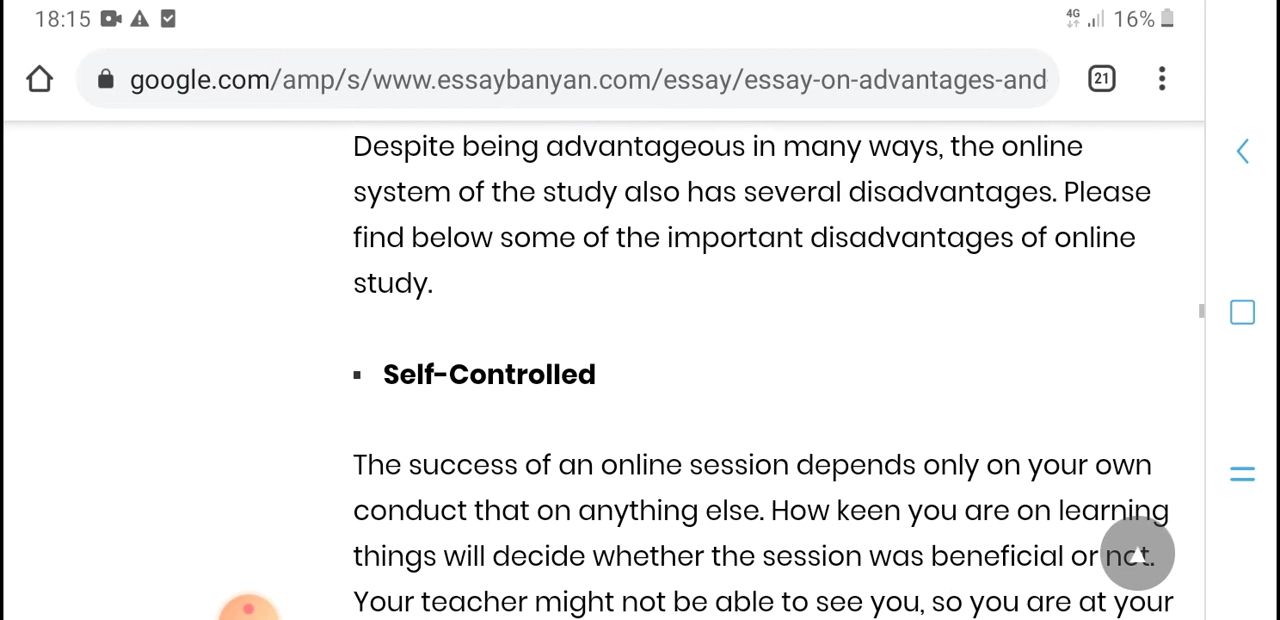 18:15
4G 16%
google.com/amp/s/www.essaybanyan.com/essay/essay-on-advantages-and
21
Despite being advantageous in many ways, the online
system of the study also has several disadvantages. Please
find below some of the important disadvantages of online
study.
▪ Self-Controlled
The success of an online session depends only on your own
conduct that on anything else. How keen you are on learning
things will decide whether the session was beneficial or not.
Your teacher might not be able to see you, so you are at your